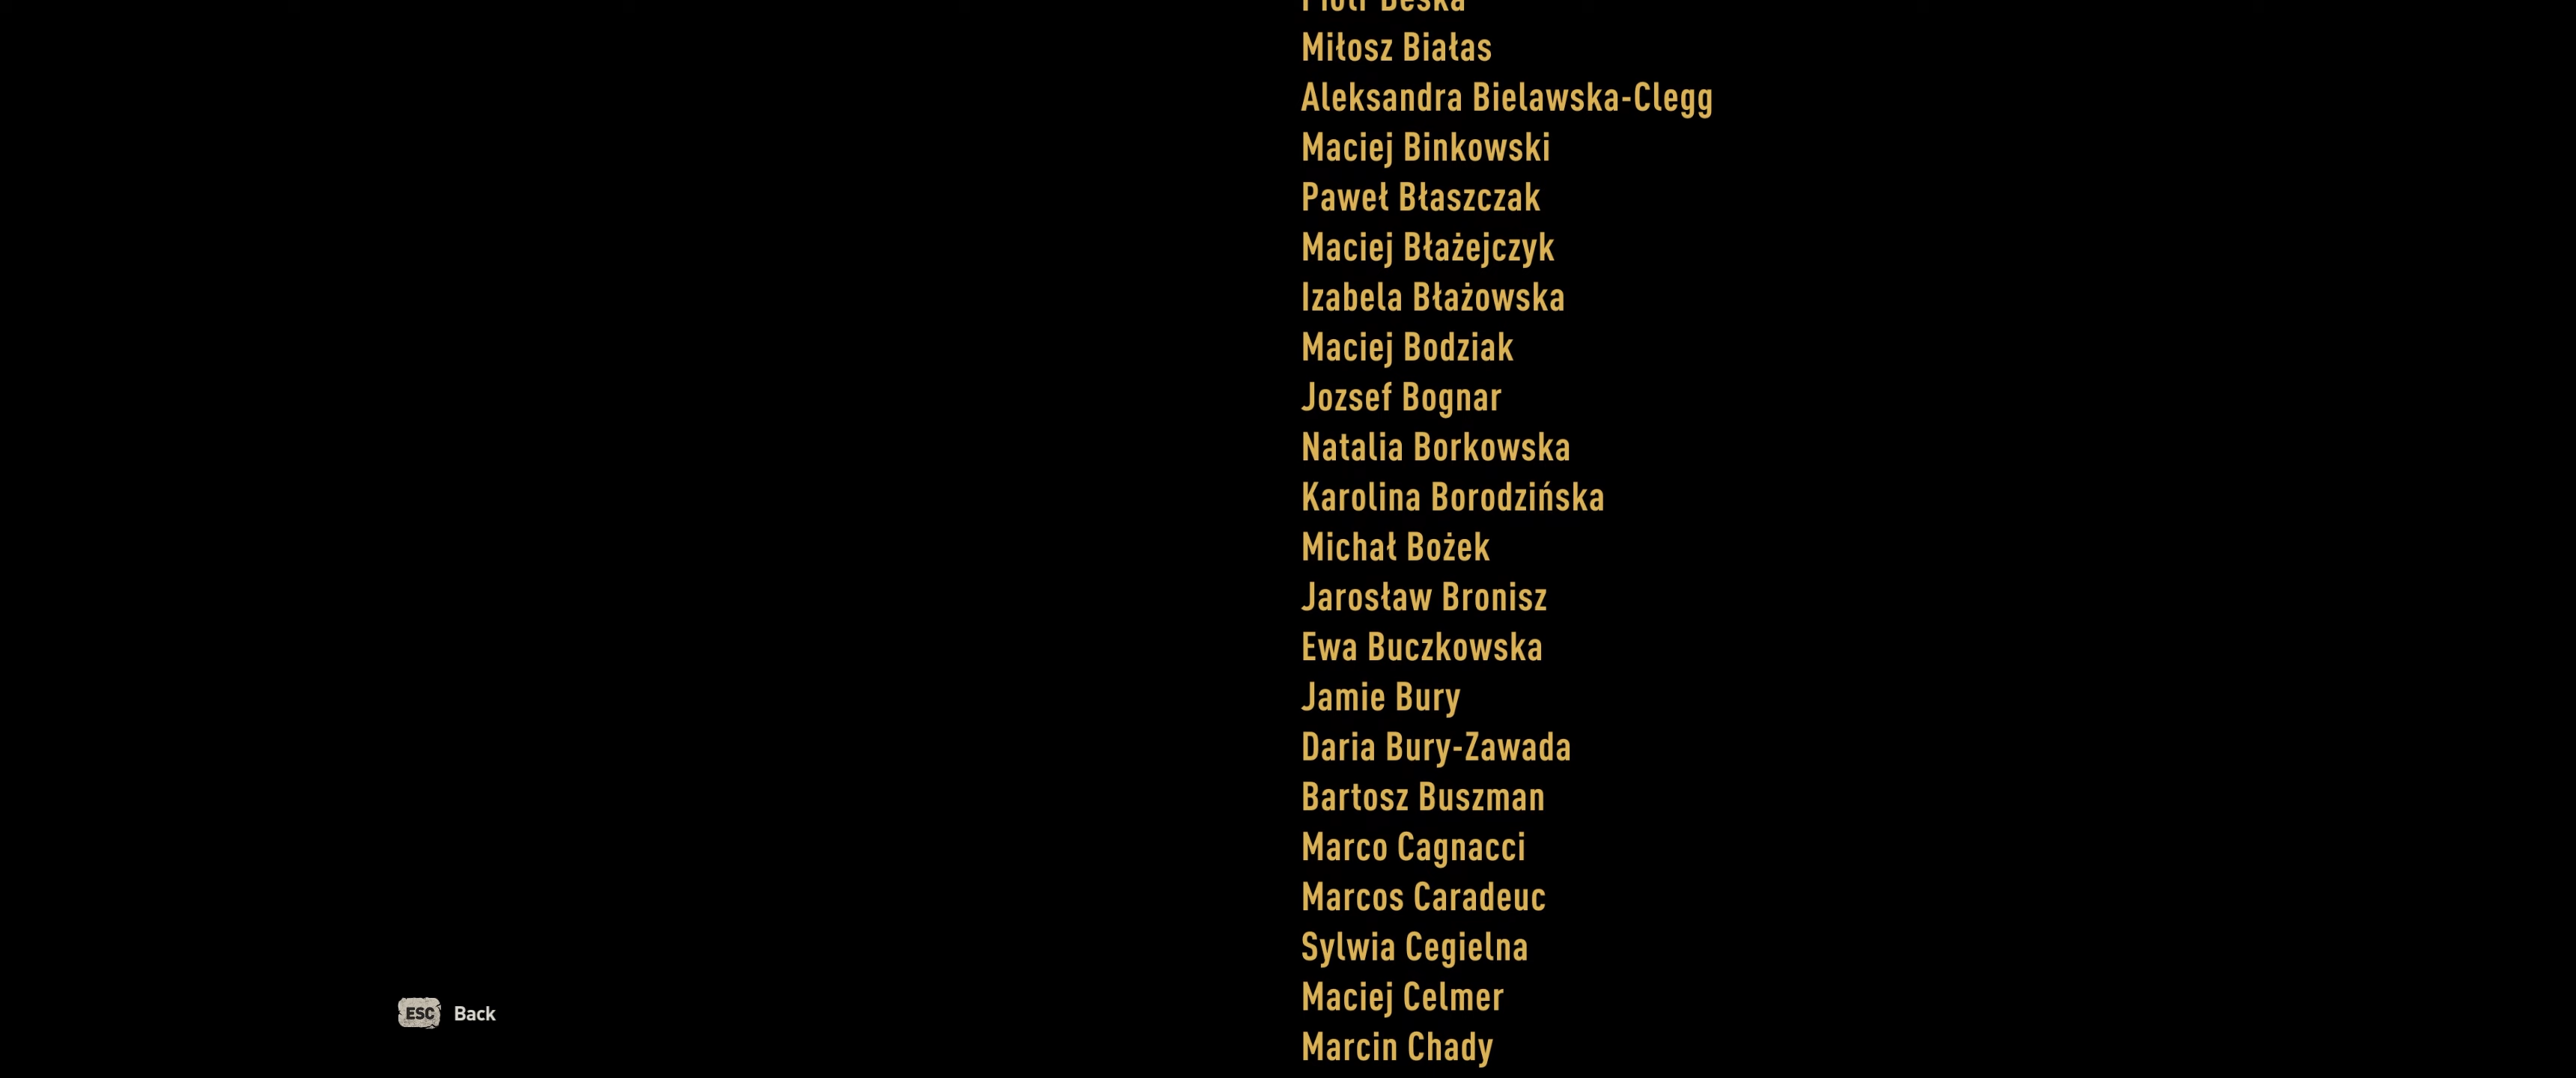 Piotr Beska
Miłosz Białas
Aleksandra Bielawska-Clegg
Maciej Binkowski
Paweł Błaszczak
Maciej Błażejczyk
Izabela Błażowska
Maciej Bodziak
Jozsef Bognar
Natalia Borkowska
Karolina Borodzińska
Michał Bożek
Jarosław Bronisz
Ewa Buczkowska
Jamie Bury
Daria Bury-Zawada
Bartosz Buszman
Marco Cagnacci
Marcos Caradeuc
Sylwia Cegielna
Maciej Celmer
ESC Back
Marcin Chady